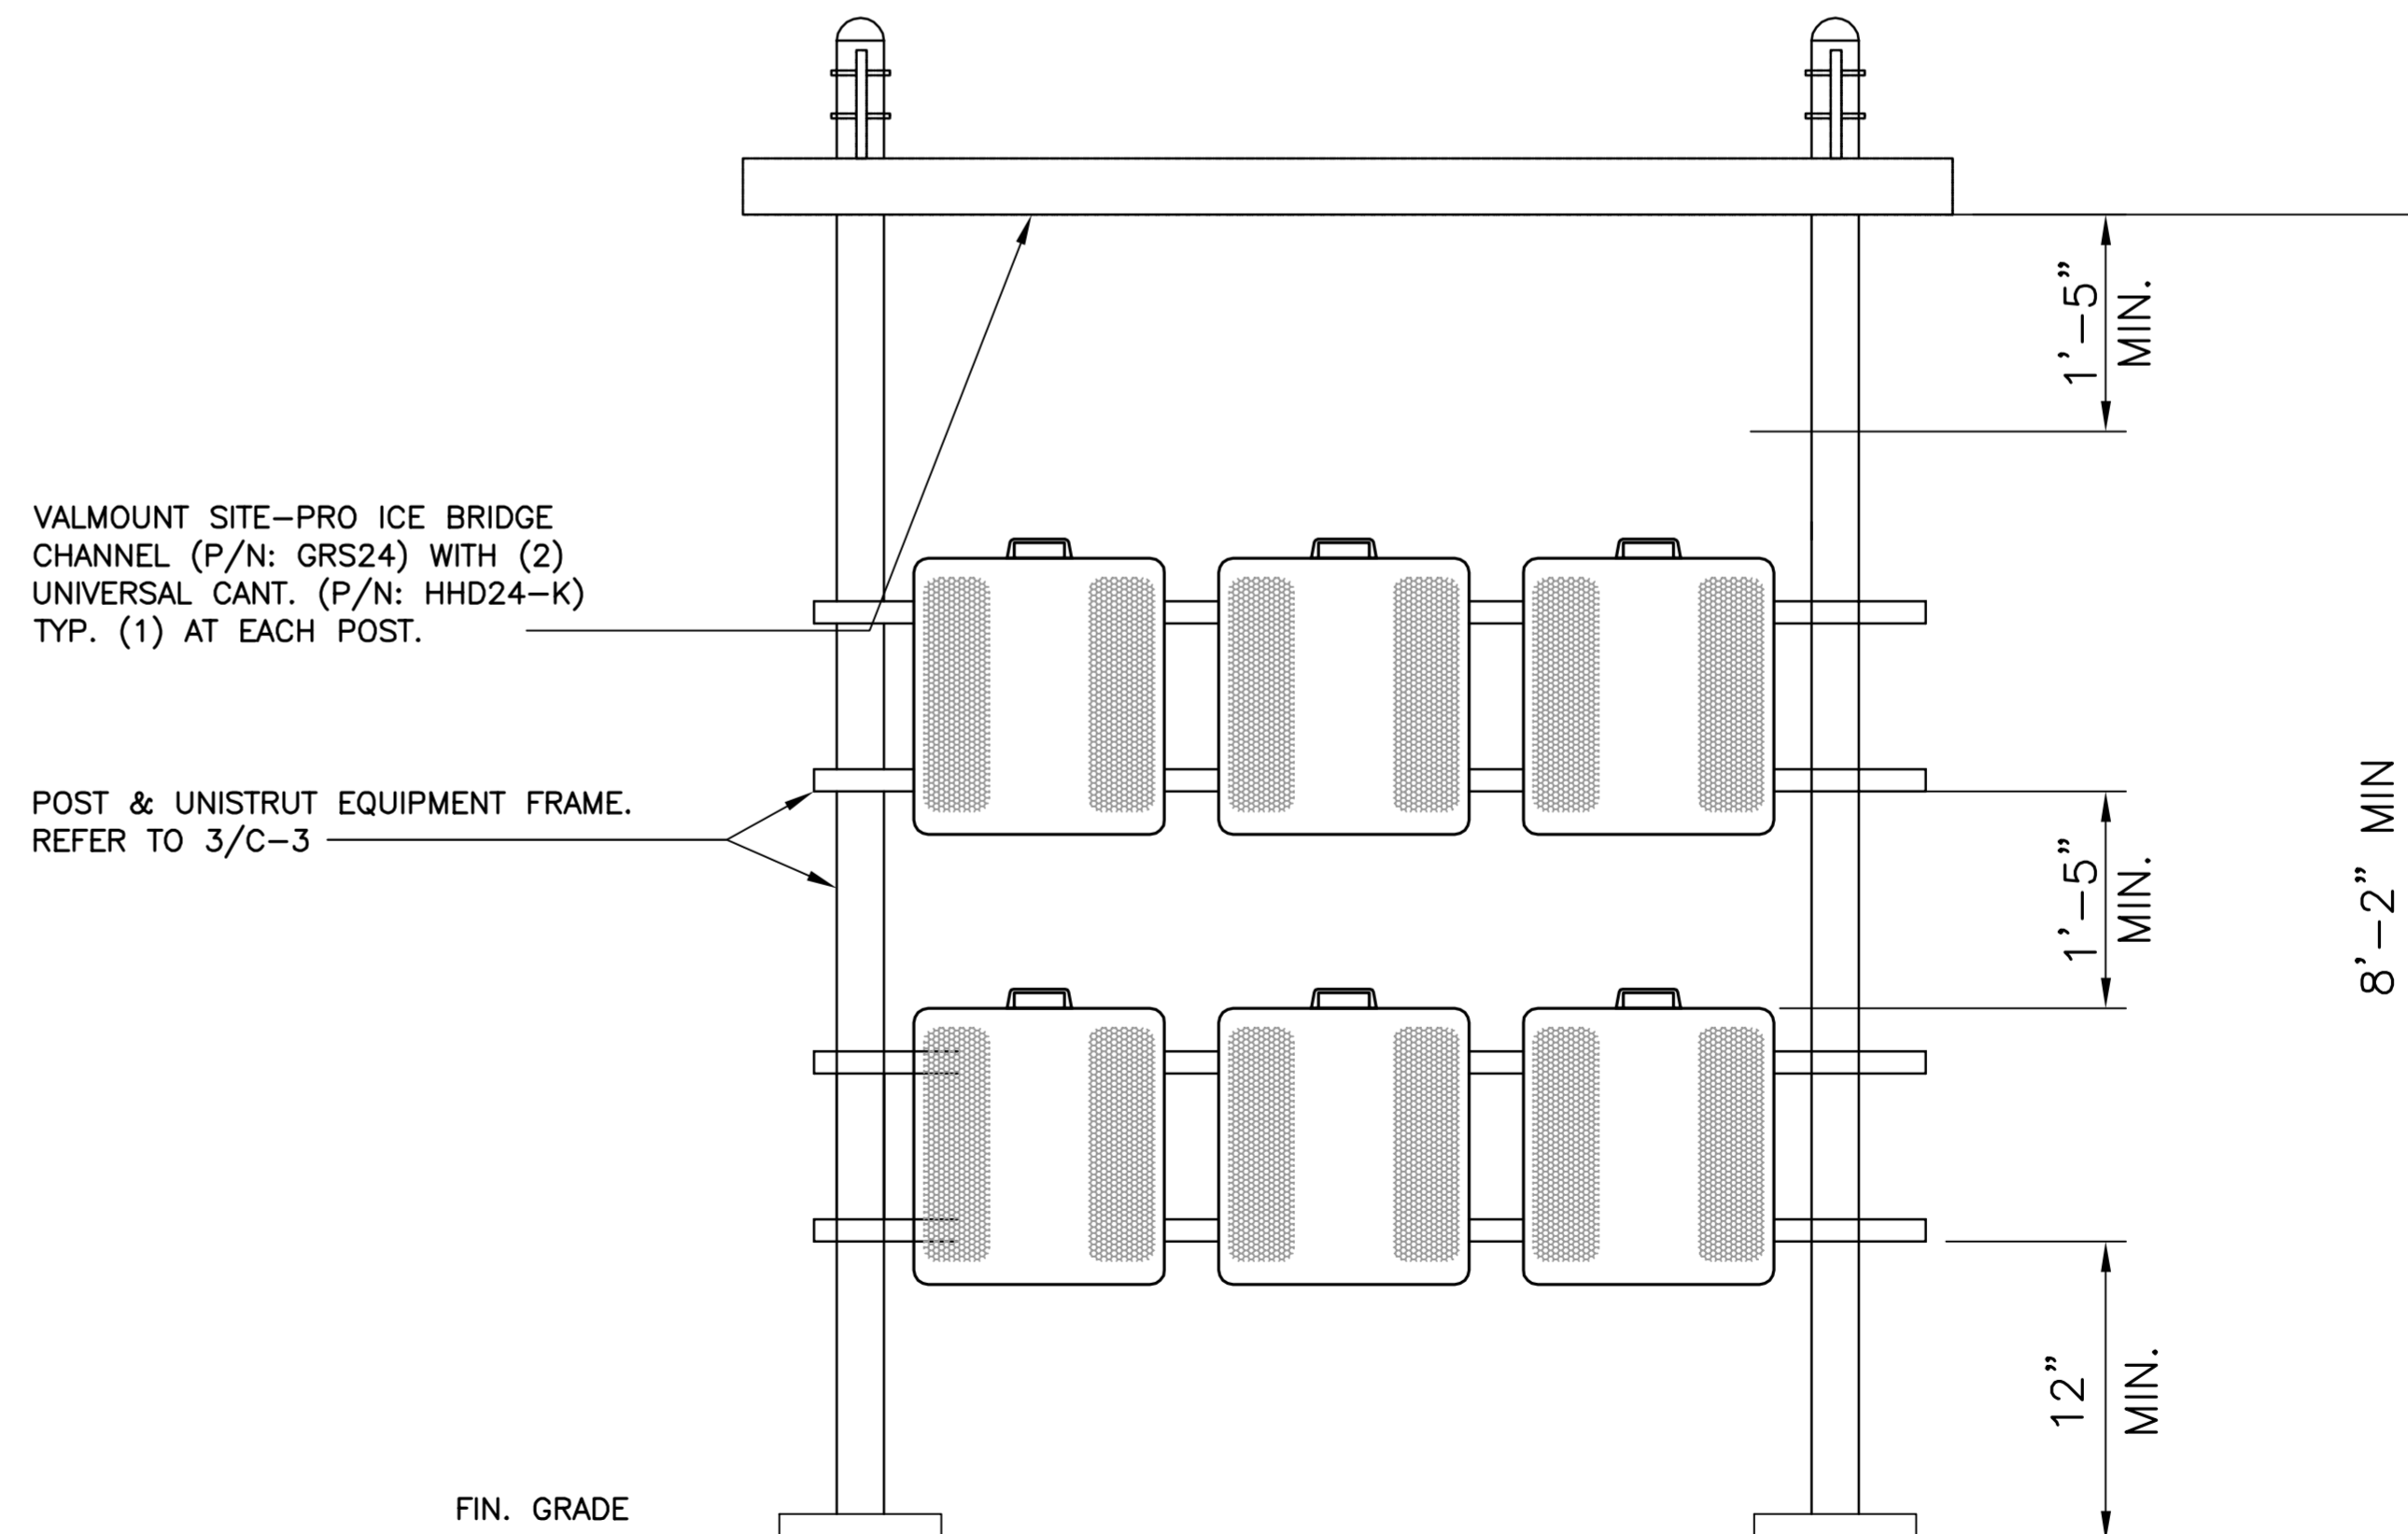 VALMOUNT SITE-PRO ICE BRIDGE
CHANNEL (P/N: GRS24) WITH (2)
UNIVERSAL CANT. (P/N: HHD24-K)
TYP. (1) AT EACH POST.
POST & UNISTRUT EQUIPMENT FRAME.
REFER TO 3/C-3
FIN. GRADE
1'-5"
MIN.
1'-5"
MIN.
12"
MIN.
8'-2" MIN